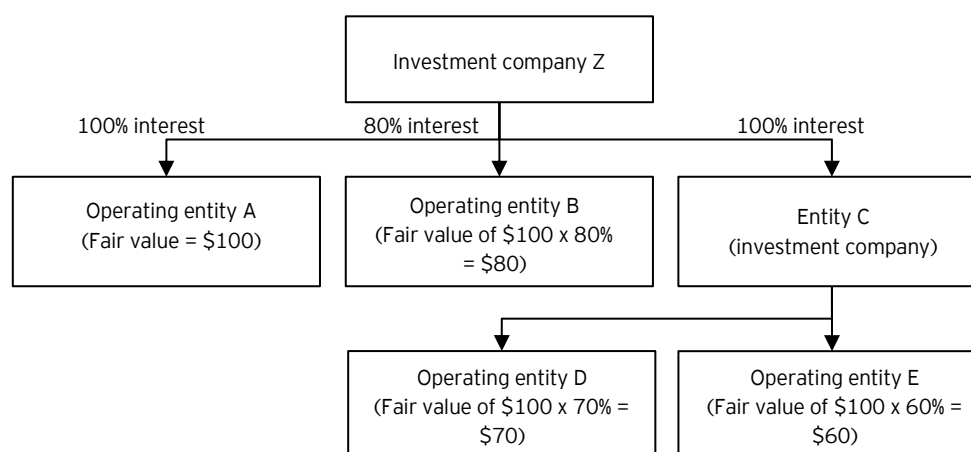 Investment company Z
100% interest
80% interest
100% interest
Operating entity A
(Fair value = $100)
Operating entity B
(Fair value of $100 x 80%
= $80)
Entity C
(investment company)
Operating entity D
(Fair value of $100 x 70% =
$70)
Operating entity E
(Fair value of $100 x 60% =
$60)